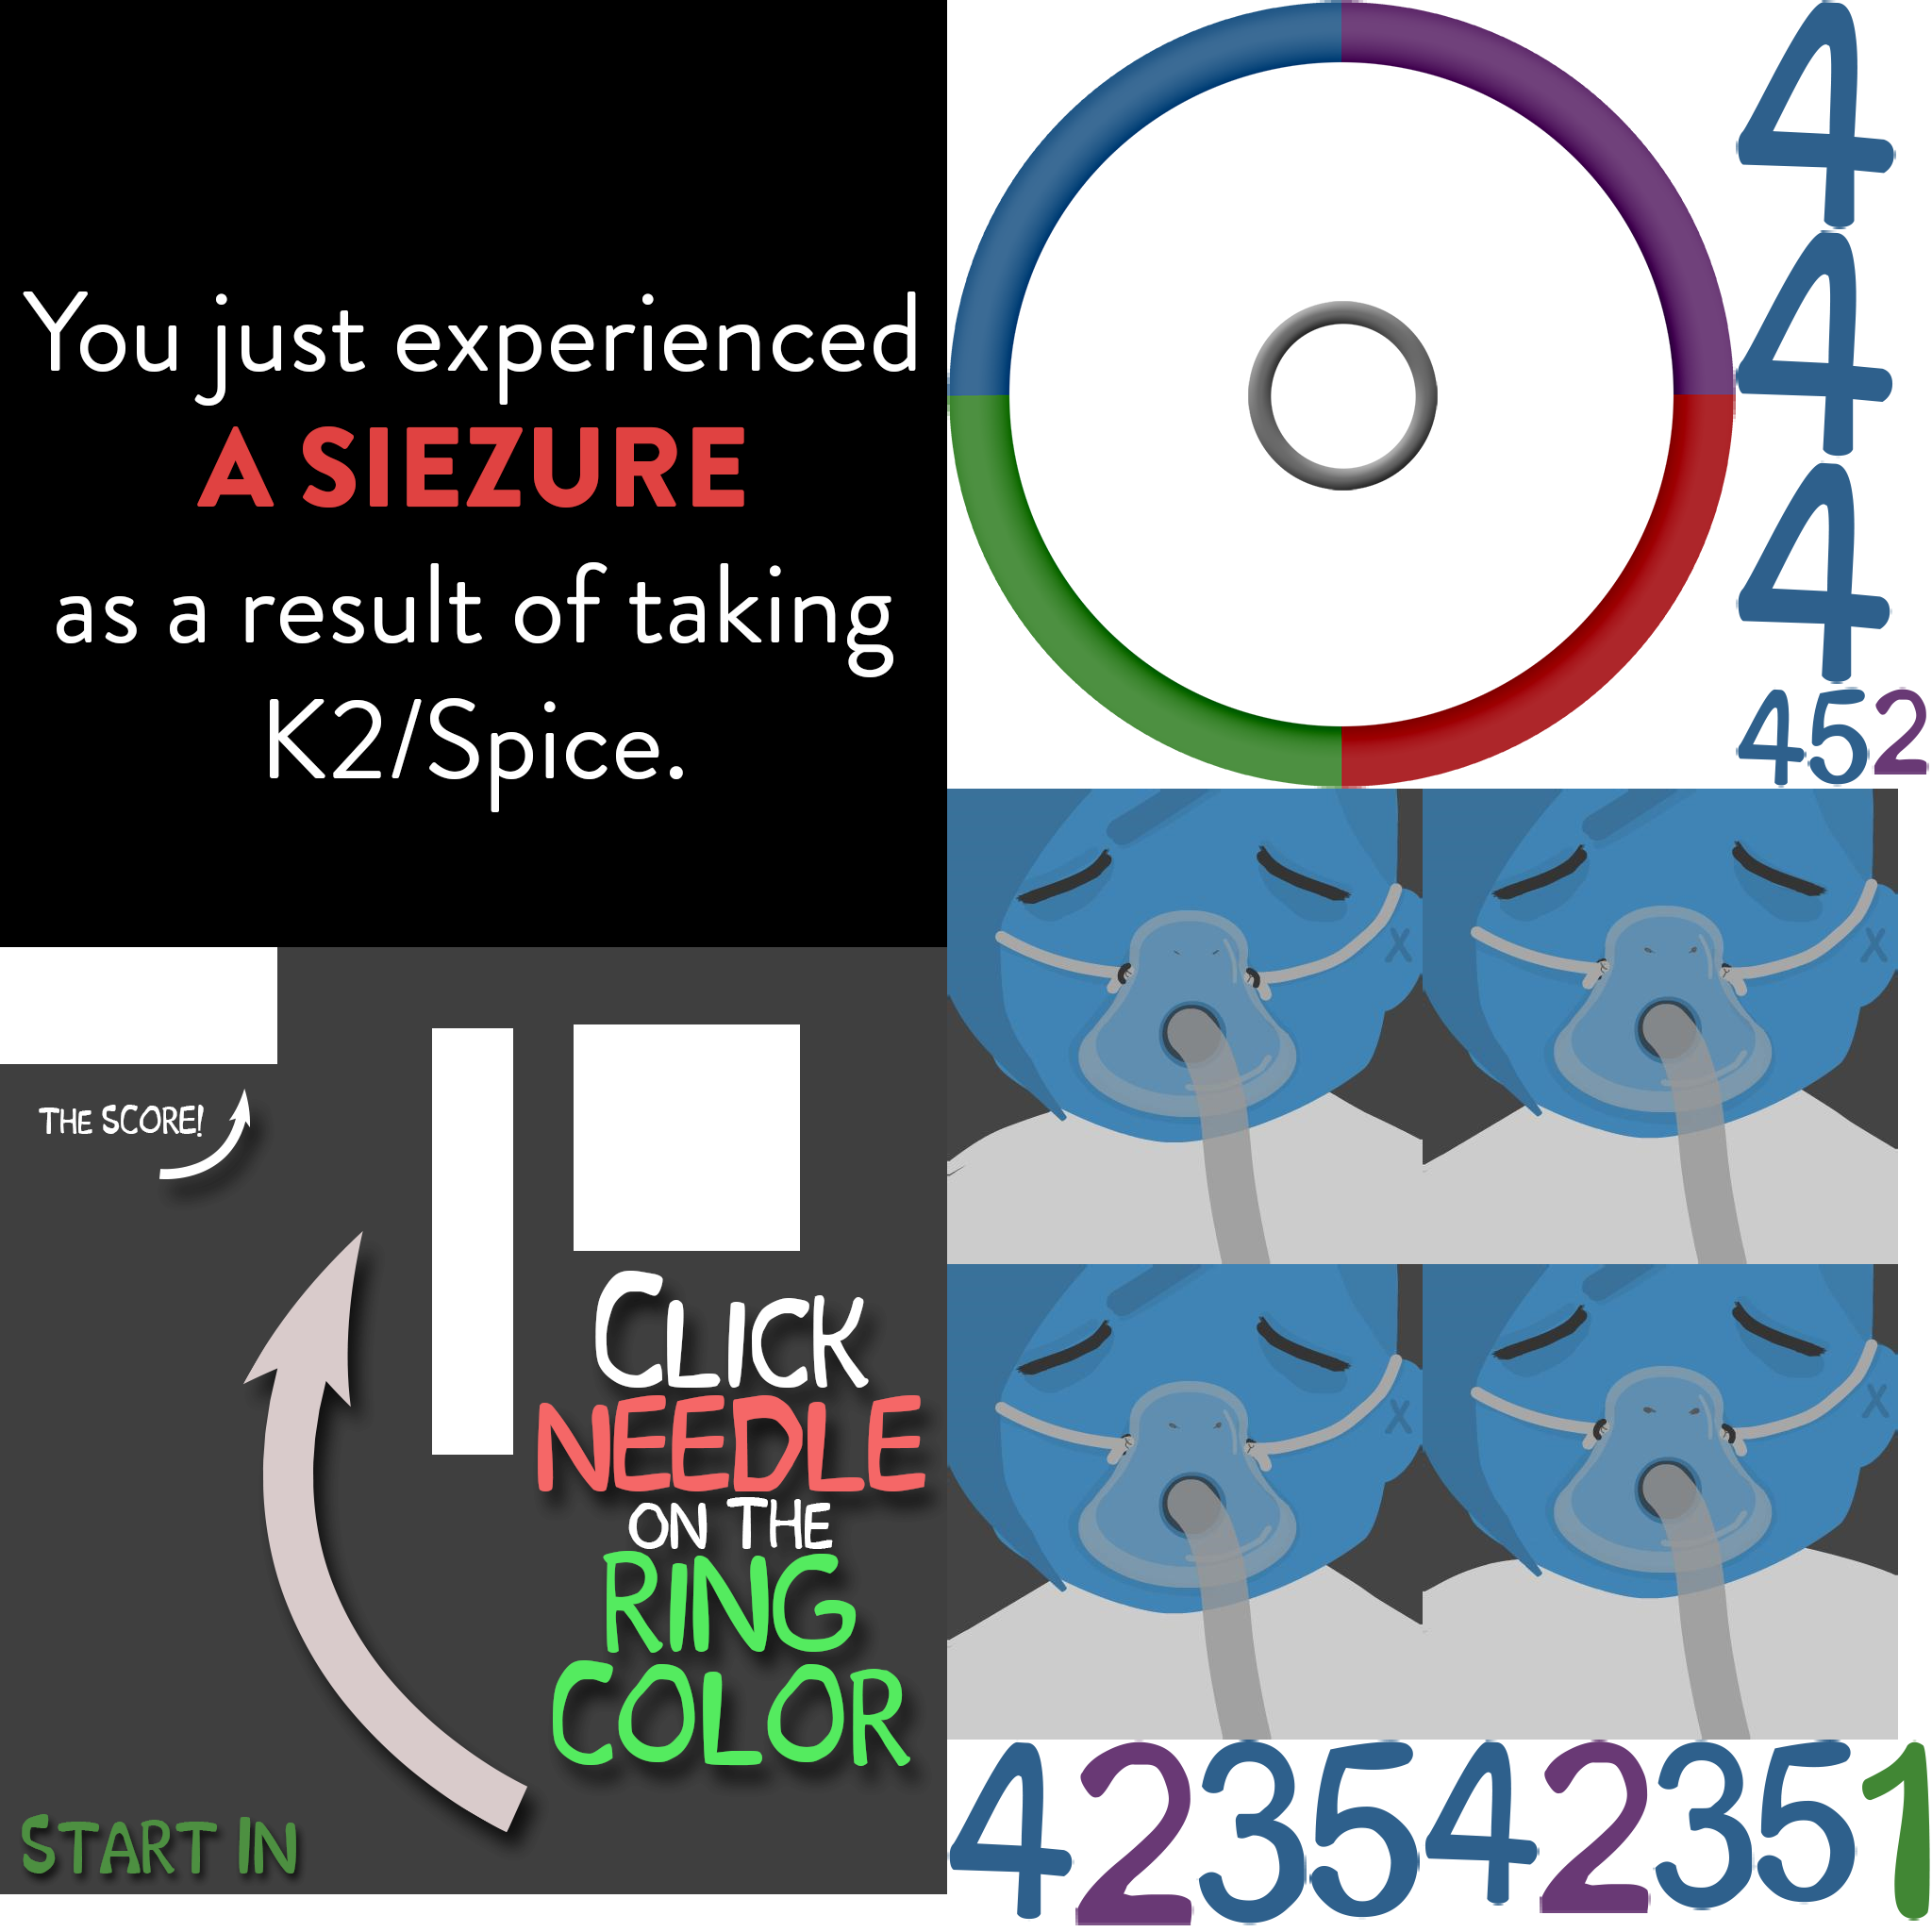 You just experienced
A SIEZURE
as a result of taking
K2/Spice.
4
4
4
452
X
X
THE SCORE!
CLICK
NEEDLE
ON THE
RING
COLOR
START IN
X
X
423542351